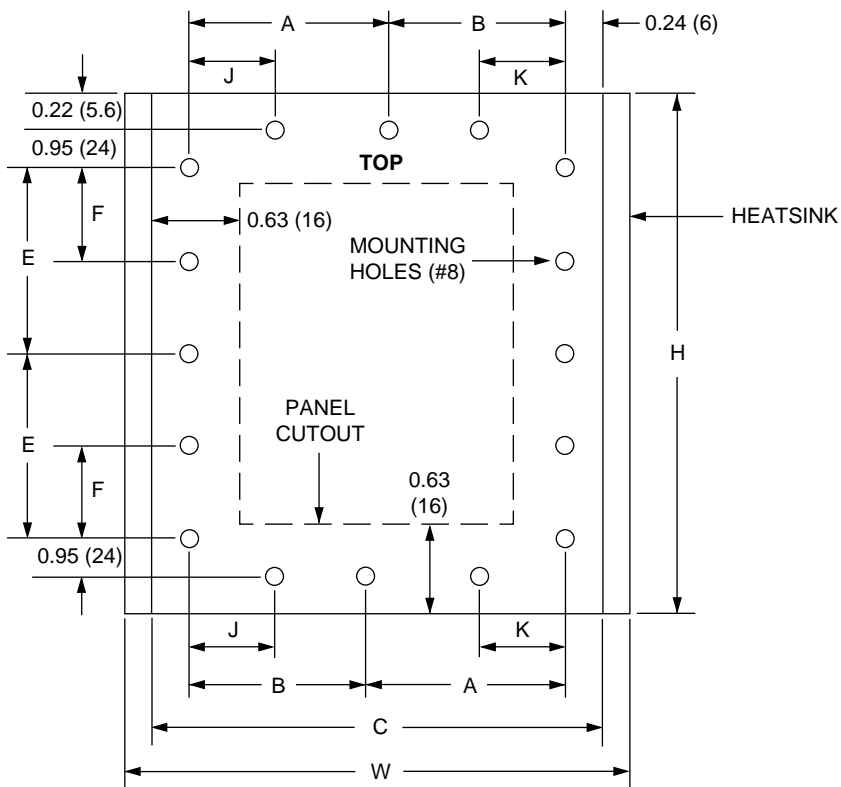 A
B
0.24 (6)
J
K
0.22 (5.6)
0.95 (24)
TOP
F
0.63 (16)
HEATSINK
E
MOUNTING
HOLES (#8)
H
PANEL
CUTOUT
E
0.63
(16)
F
0.95 (24)
J
K
B
A
C
W